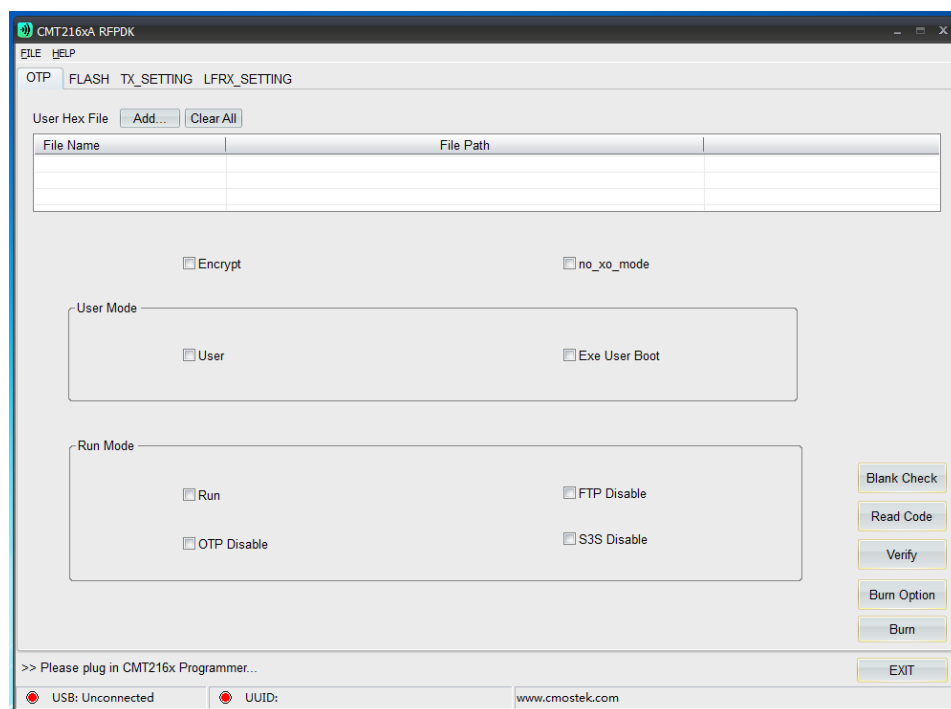 CMT216xA RFPDK
FILE HELP
OTP FLASH TX_SETTING LFRX_SETTING
User Hex File Add... Clear All
File Name File Path
Encrypt no_xo_mode
User Mode
User Exe User Boot
Run Mode
Run FTP Disable
OTP Disable S3S Disable
Blank Check
Read Code
Verify
Burn Option
Burn
>> Please plug in CMT216x Programmer...
EXIT
USB: Unconnected UUID: www.cmostek.com